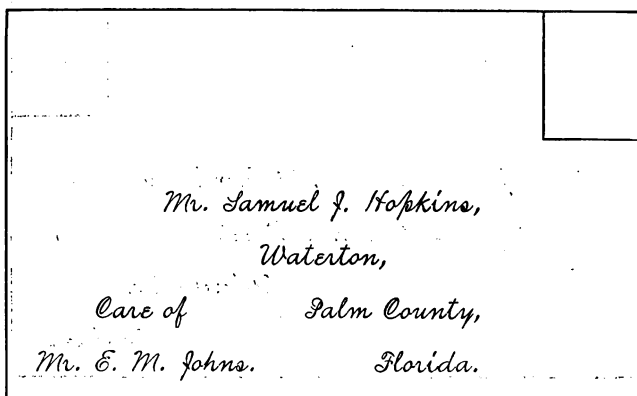 Mr. Samuel J. Hopkins,
Waterton,
Care of Palm County,
Mr. E. M. Johns. Florida.